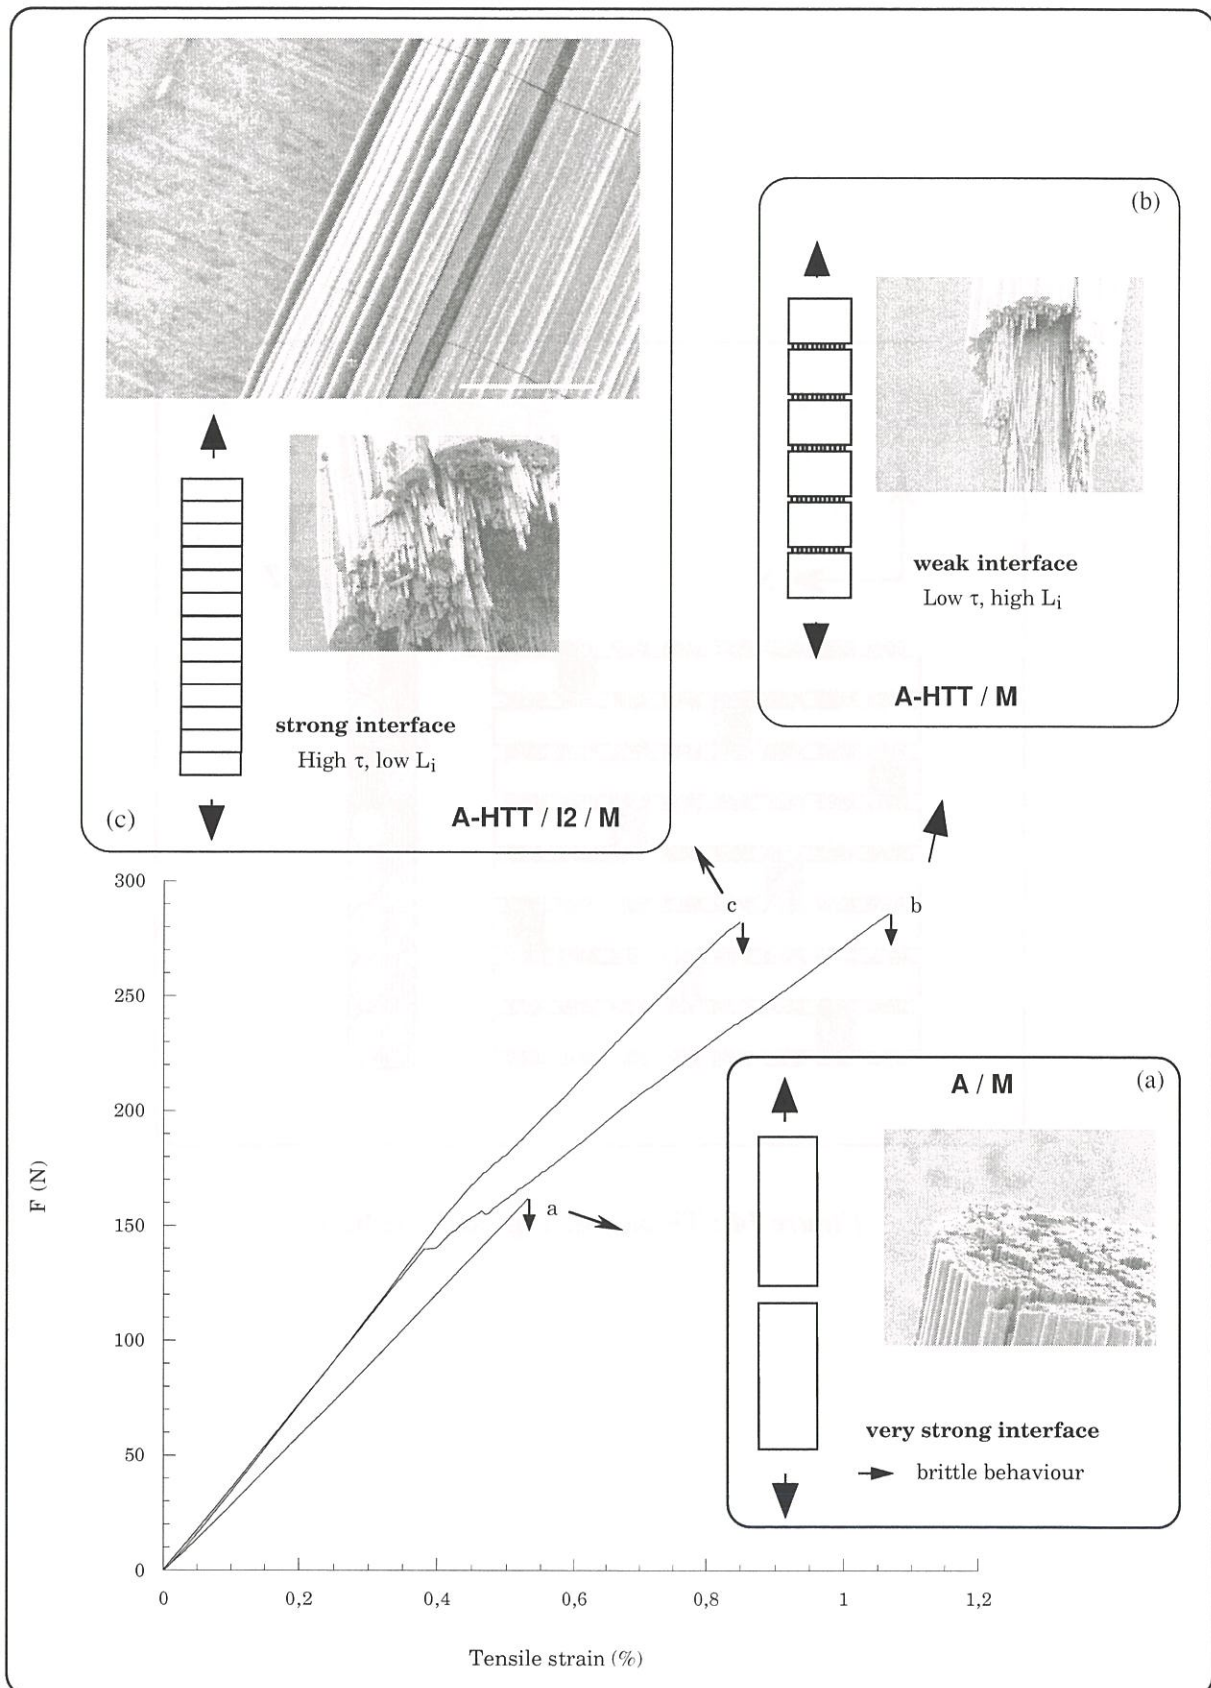 (b)
weak interface
Low τ, high Li
A-HTT / M
strong interface
High τ, low Li
(c)
A-HTT / I2 / M
300
250
200
150
100
50
0
F (N)
c
b
a
A / M
(a)
very strong interface
brittle behaviour
0
0,2
0,4
0,6
0,8
1
1,2
Tensile strain (%)